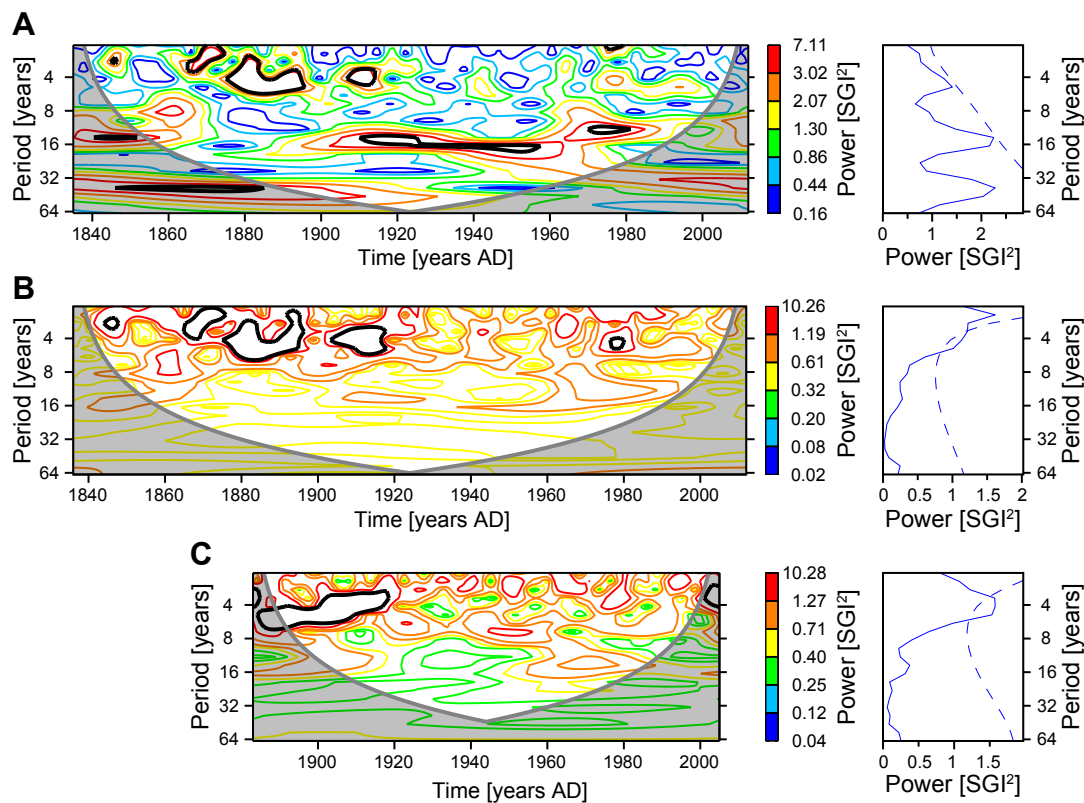 A
Period [years]
4
8
16
32
64
1840 1860 1880 1900 1920 1940 1960 1980 2000
Time [years AD]
7.11
3.02
2.07
1.30
0.86
0.44
0.16
Power [SGI²]
4
8
16
32
64
Period [years]
0 1 2
Power [SGI²]
B
Period [years]
4
8
16
32
64
1840 1860 1880 1900 1920 1940 1960 1980 2000
Time [years AD]
10.26
1.19
0.61
0.32
0.20
0.08
0.02
Power [SGI²]
4
8
16
32
64
Period [years]
0 0.5 1 1.5 2
Power [SGI²]
C
Period [years]
4
8
16
32
64
1900 1920 1940 1960 1980 2000
Time [years AD]
10.28
1.27
0.71
0.40
0.25
0.12
0.04
Power [SGI²]
4
8
16
32
64
Period [years]
0 0.5 1 1.5
Power [SGI²]